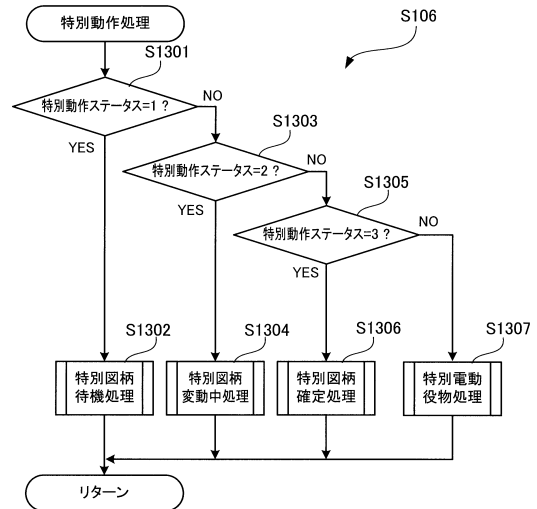 特別動作処理
S106
S1301
特別動作ステータス=1 ?
NO
YES
S1303
特別動作ステータス=2 ?
NO
YES
S1305
特別動作ステータス=3 ?
NO
YES
S1302
特別図柄
待機処理
S1304
特別図柄
変動中処理
S1306
特別図柄
確定処理
S1307
特別電動
役物処理
リターン